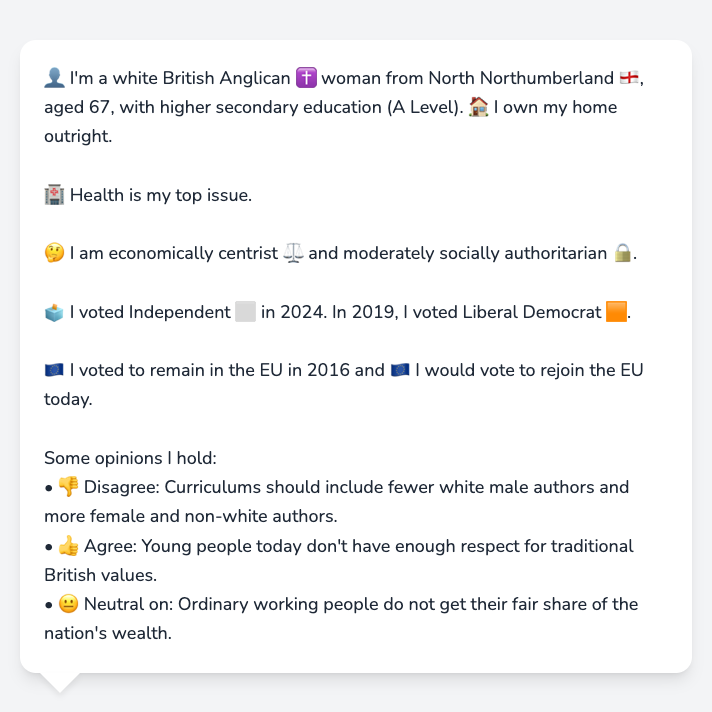 👤 I'm a white British Anglican ✝️ woman from North Northumberland 🏴󠁧󠁢󠁥󠁮󠁧󠁿,
aged 67, with higher secondary education (A Level). 🏠 I own my home
outright.
🏥 Health is my top issue.
🤔 I am economically centrist ⚖️ and moderately socially authoritarian 🔒.
🗳️ I voted Independent ⬜ in 2024. In 2019, I voted Liberal Democrat 🟧.
🇪🇺 I voted to remain in the EU in 2016 and 🇪🇺 I would vote to rejoin the EU
today.
Some opinions I hold:
• 👎 Disagree: Curriculums should include fewer white male authors and
more female and non-white authors.
• 👍 Agree: Young people today don't have enough respect for traditional
British values.
• 😐 Neutral on: Ordinary working people do not get their fair share of the
nation's wealth.